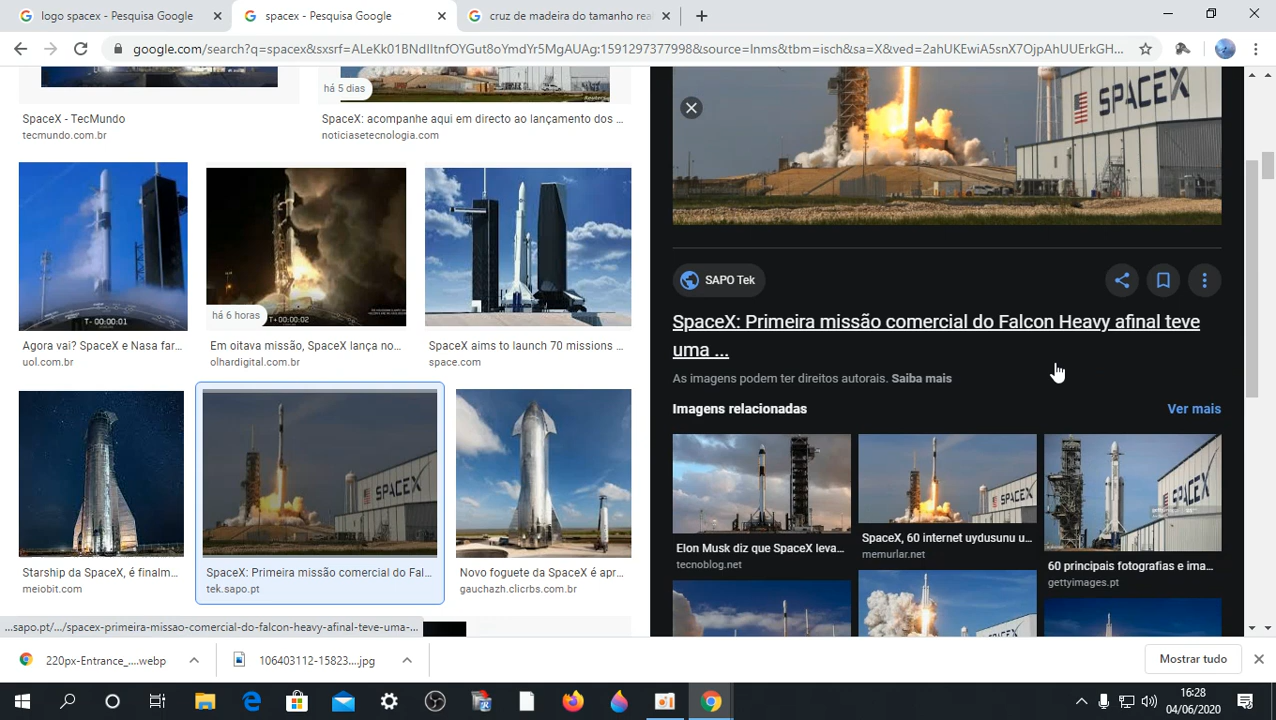 logo spacex - Pesquisa Google
spacex - Pesquisa Google
cruz de madeira do tamanho real
google.com/search?q=spacex&sxsrf=ALeKk01BNdIItnfOYGut8oYmdYr5MgAUAg:1591297377998&source=lnms&tbm=isch&sa=X&ved=2ahUKEwiA5snX7OjpAhUUErkGH...
há 5 dias
SpaceX - TecMundo
tecmundo.com.br
SpaceX: acompanhe aqui em directo ao lançamento dos ...
noticiasetecnologia.com
T- 00:00:01
Agora vai? SpaceX e Nasa far...
uol.com.br
há 6 horas
T+ 00:00:02
Em oitava missão, SpaceX lança no...
olhardigital.com.br
SpaceX aims to launch 70 missions ...
space.com
Starship da SpaceX, é finalm...
meiobit.com
SPACEX
SpaceX: Primeira missão comercial do Fal...
tek.sapo.pt
Novo foguete da SpaceX é apr...
gauchazh.clicrbs.com.br
...sapo.pt/.../spacex-primeira-missao-comercial-do-falcon-heavy-afinal-teve-uma-...
SPACEX
SAPO Tek
SpaceX: Primeira missão comercial do Falcon Heavy afinal teve
uma ...
As imagens podem ter direitos autorais. Saiba mais
Imagens relacionadas
Ver mais
Elon Musk diz que SpaceX leva...
tecnoblog.net
SPACEX
SpaceX, 60 internet uydusunu u...
memurlar.net
SPACEX
60 principais fotografias e ima...
gettyimages.pt
220px-Entrance_....webp
106403112-15823....jpg
Mostrar tudo
16:28
04/06/2020